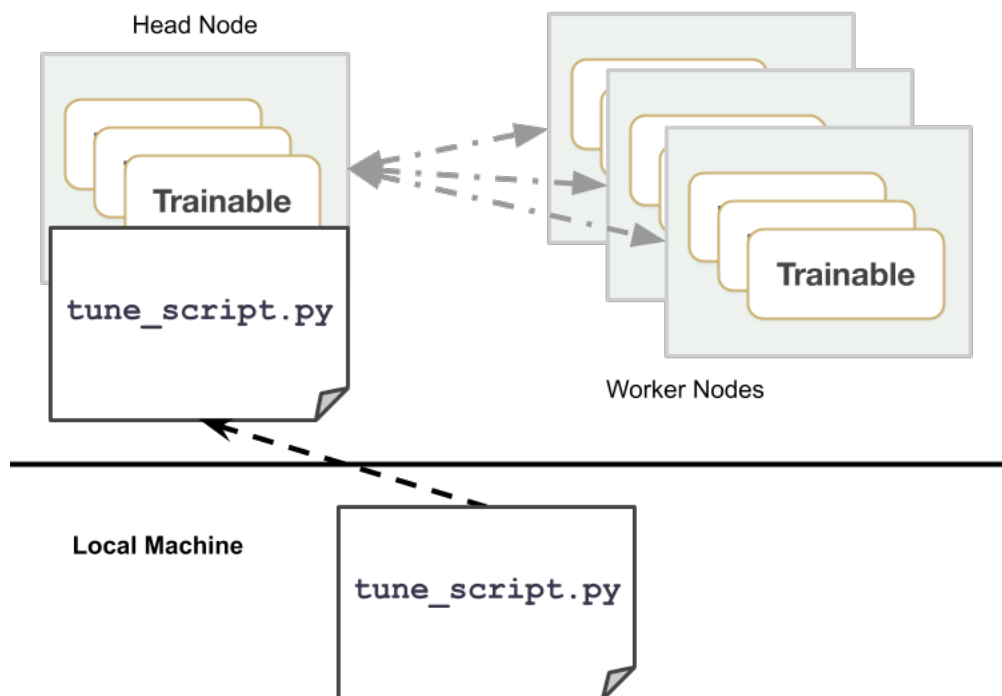 Head Node
Trainable
tune_script.py
Trainable
Worker Nodes
Local Machine
tune_script.py